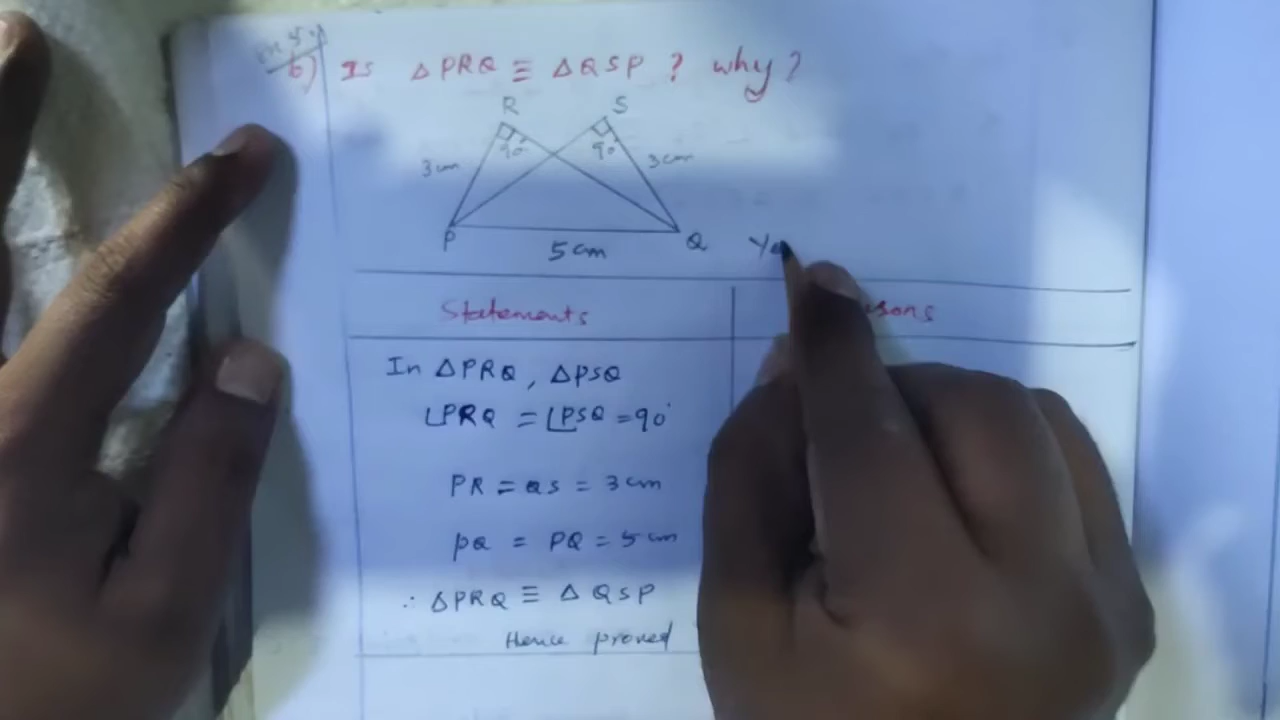 b) Is △PRQ ≡ △QSP ? why?
R S
90° 90°
3cm 3cm
P Q
5cm
Statements
In △PRQ, △PSQ
∠PRQ = ∠PSQ = 90°
PR = QS = 3cm
PQ = PQ = 5cm
∴ △PRQ ≡ △QSP
Hence proved